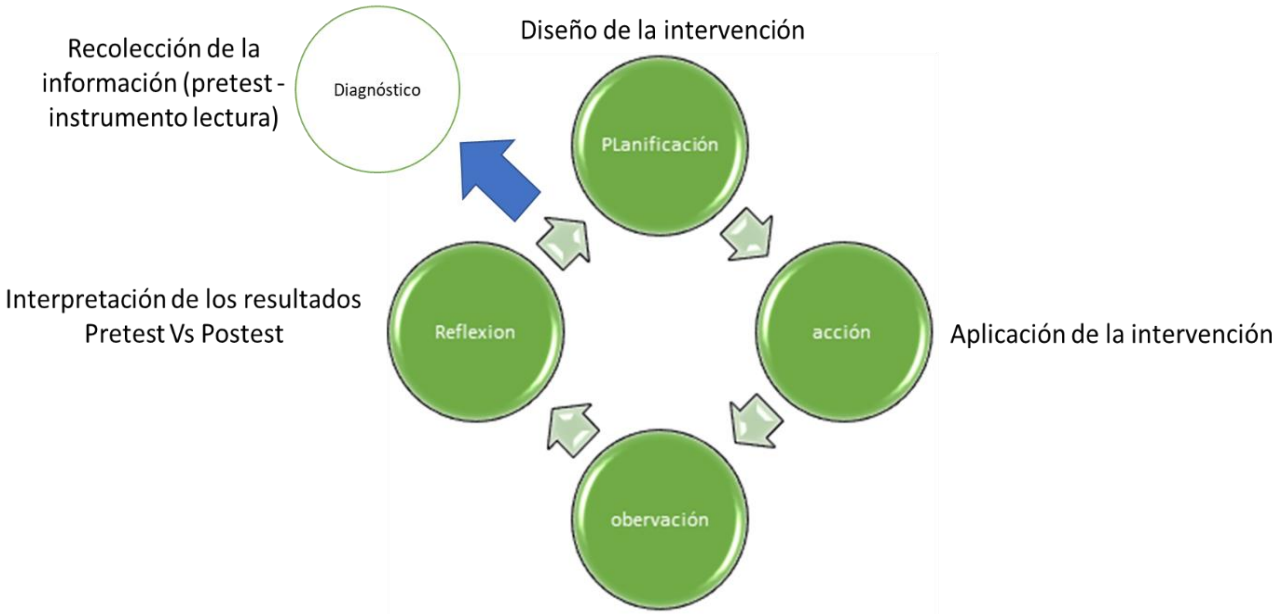 Diseño de la intervención
Recolección de la
información (pretest -
instrumento lectura)
Diagnóstico
PLanificación
Interpretación de los resultados
Pretest Vs Postest
Reflexion
acción
Aplicación de la intervención
obervación